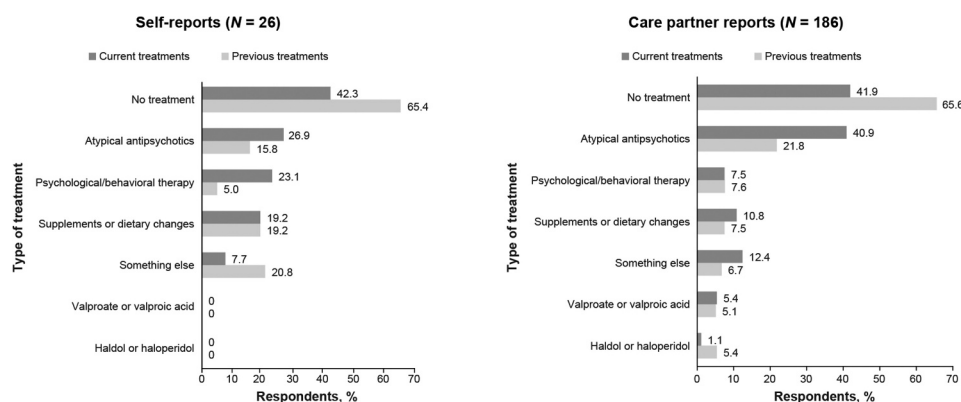 Self-reports (N = 26)
Current treatments Previous treatments
Type of treatment
No treatment 42.3
65.4
Atypical antipsychotics 26.9
15.8
Psychological/behavioral therapy 23.1
5.0
Supplements or dietary changes 19.2
19.2
Something else 7.7
20.8
Valproate or valproic acid 0
0
Haldol or haloperidol 0
0
0 10 20 30 40 50 60 70
Respondents, %
Care partner reports (N = 186)
Current treatments Previous treatments
Type of treatment
No treatment 41.9
65.6
Atypical antipsychotics 40.9
21.8
Psychological/behavioral therapy 7.5
7.6
Supplements or dietary changes 10.8
7.5
Something else 12.4
6.7
Valproate or valproic acid 5.4
5.1
Haldol or haloperidol 1.1
5.4
0 10 20 30 40 50 60 70
Respondents, %